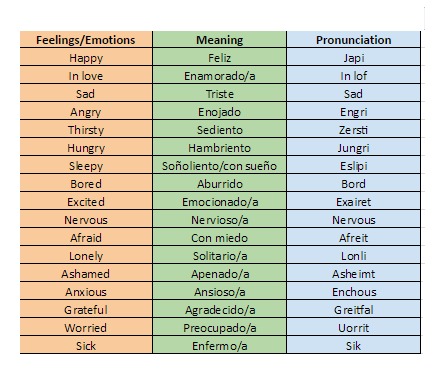 Feelings/Emotions Meaning Pronunciation
Happy Feliz Japi
In love Enamorado/a In lof
Sad Triste Sad
Angry Enojado Engri
Thirsty Sediento Zersti
Hungry Hambriento Jungri
Sleepy Soñoliento/con sueño Eslipi
Bored Aburrido Bord
Excited Emocionado/a Exairet
Nervous Nervioso/a Nervous
Afraid Con miedo Afreit
Lonely Solitario/a Lonli
Ashamed Apenado/a Asheimt
Anxious Ansioso/a Enchous
Grateful Agradecido/a Greitfal
Worried Preocupado/a Uorrit
Sick Enfermo/a Sik